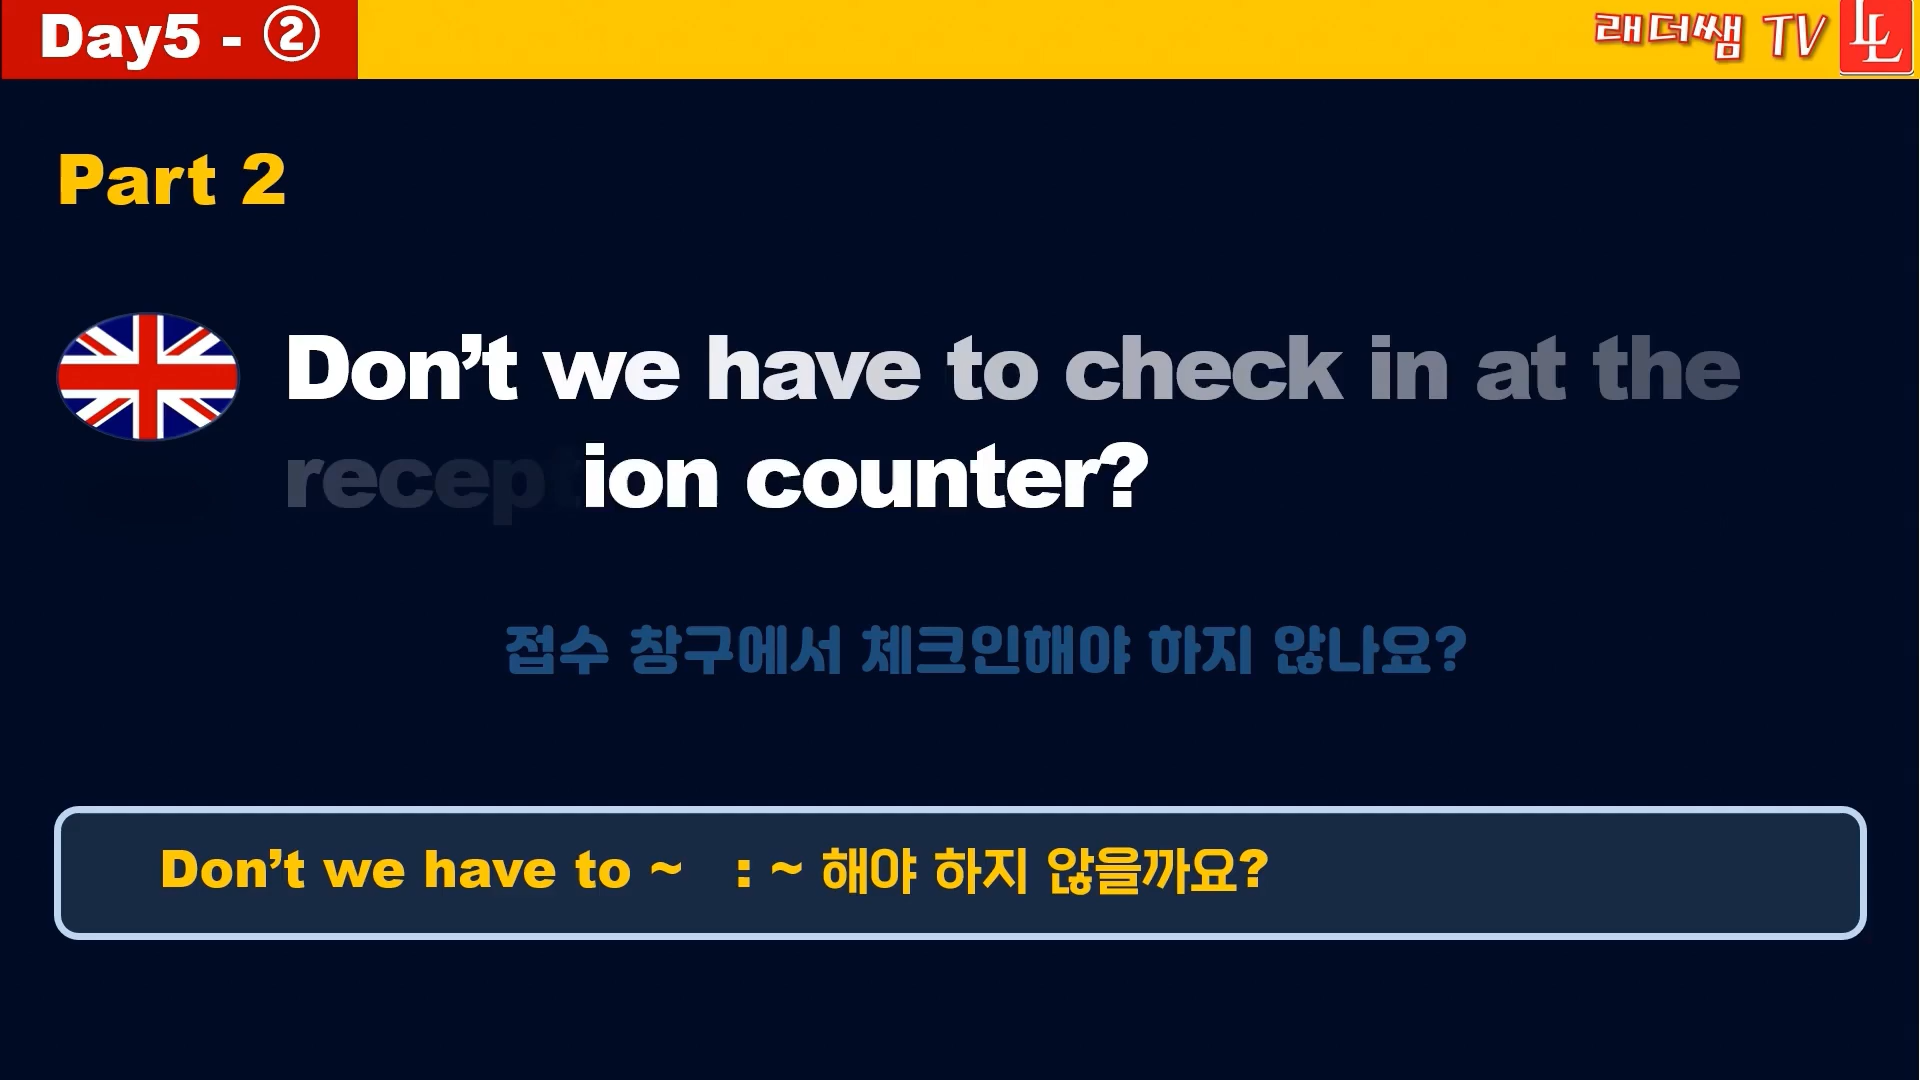 Day5 - ②
래더쌤 TV
LL
Part 2
Don’t we have to check in at the
reception counter?
접수 창구에서 체크인해야 하지 않나요?
Don’t we have to ~ : ~ 해야 하지 않을까요?